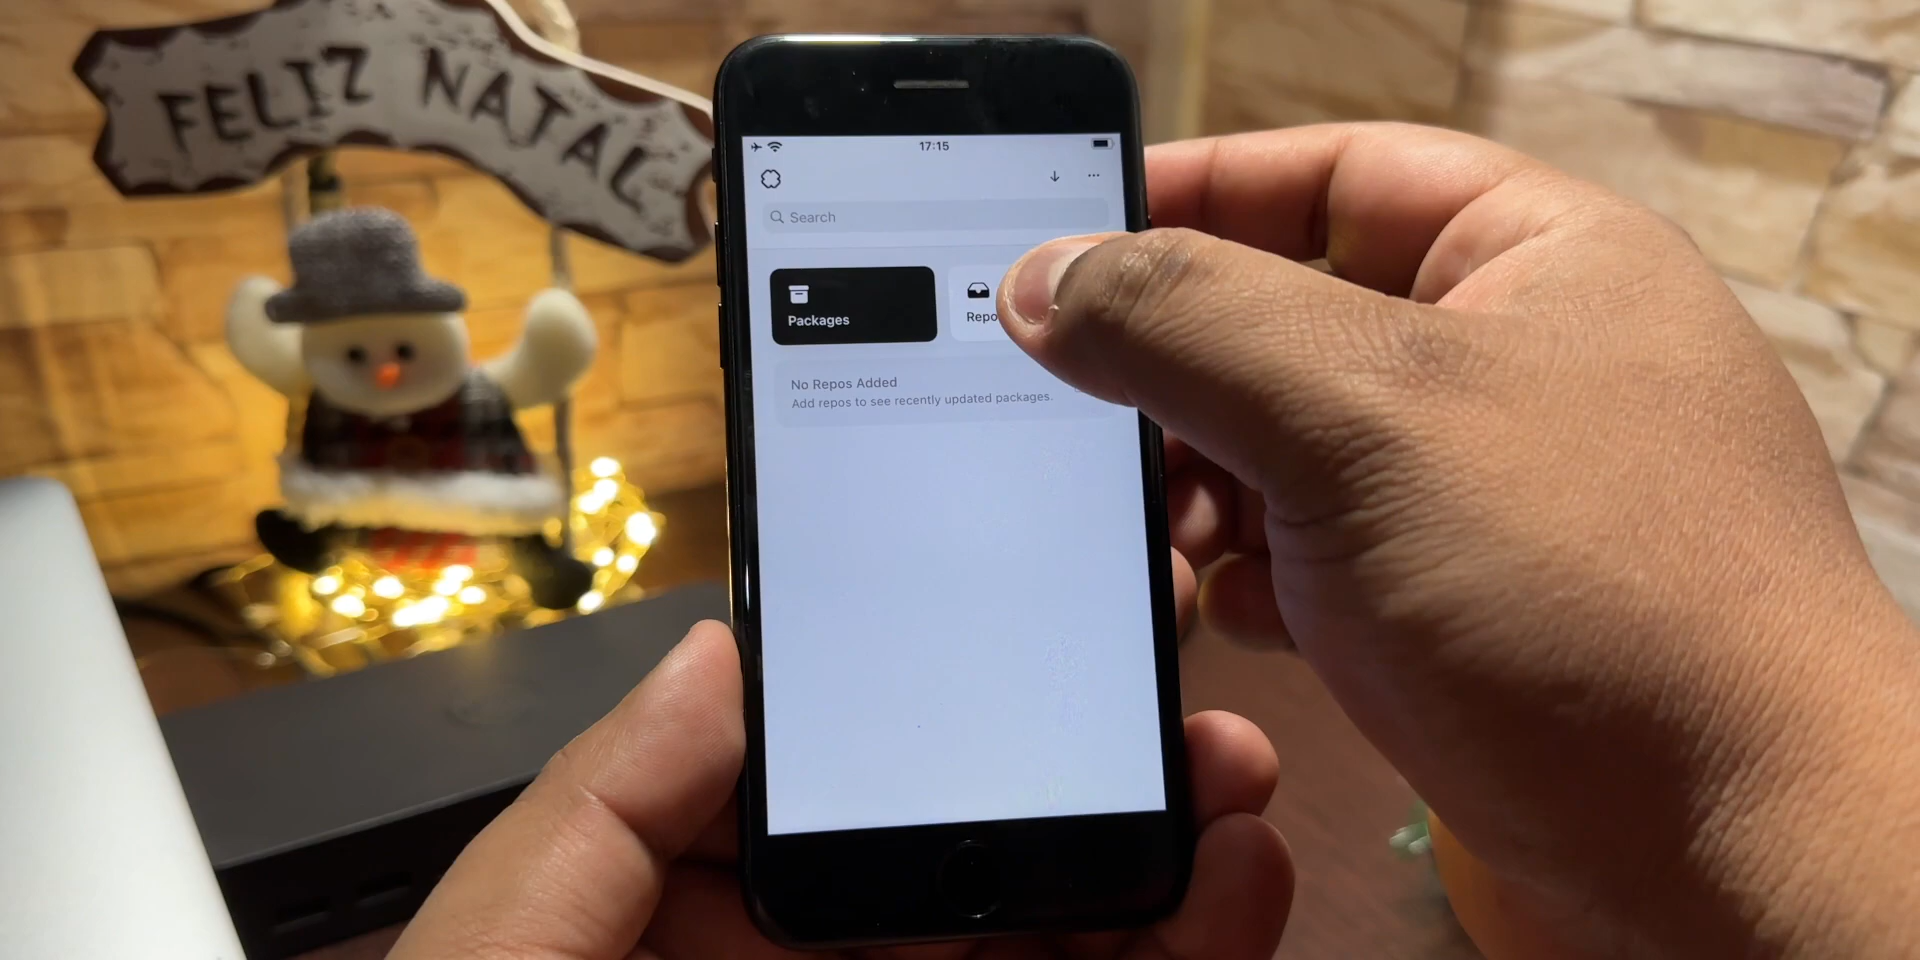 FELIZ NATAL
17:15
Search
Packages
Repo
No Repos Added
Add repos to see recently updated packages.